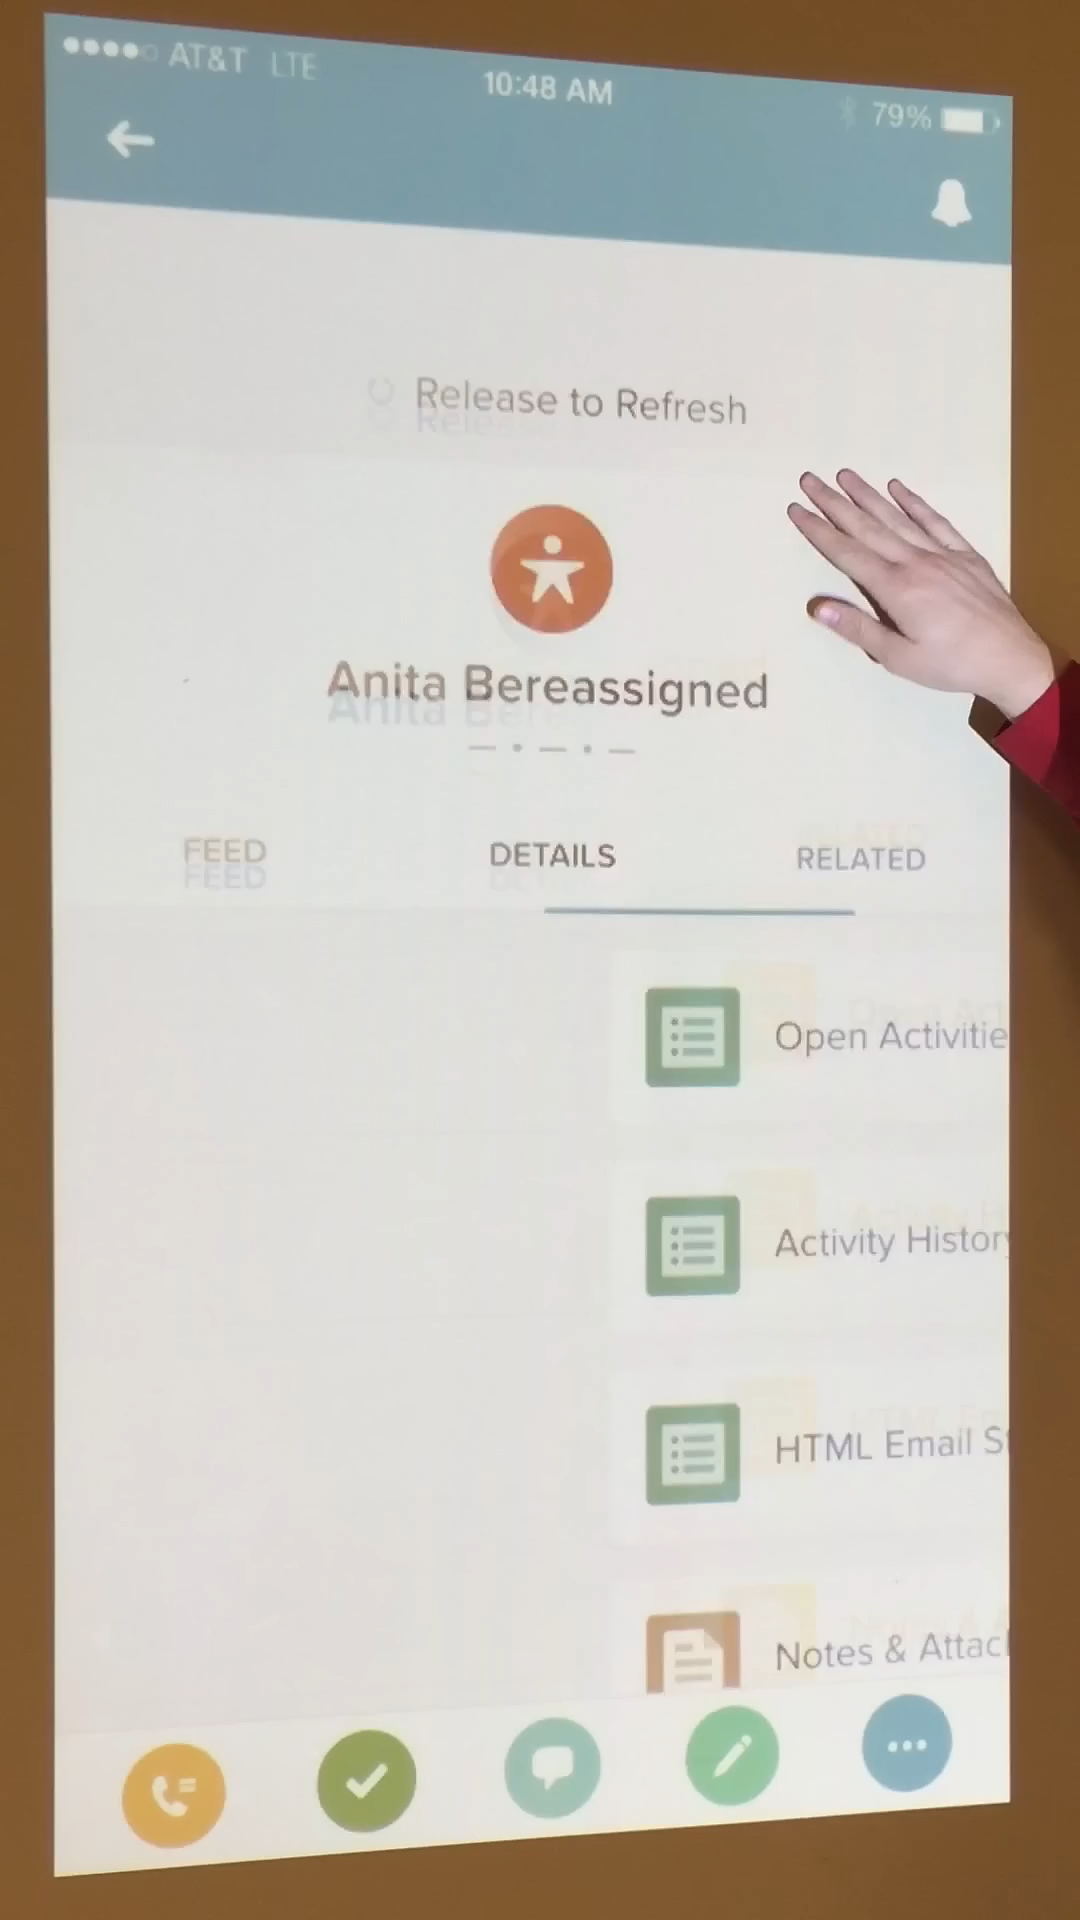 AT&T LTE
10:48 AM
79%
Release to Refresh
Anita Bereassigned
FEED
DETAILS
RELATED
Open Activitie
Activity History
HTML Email S
Notes & Attac